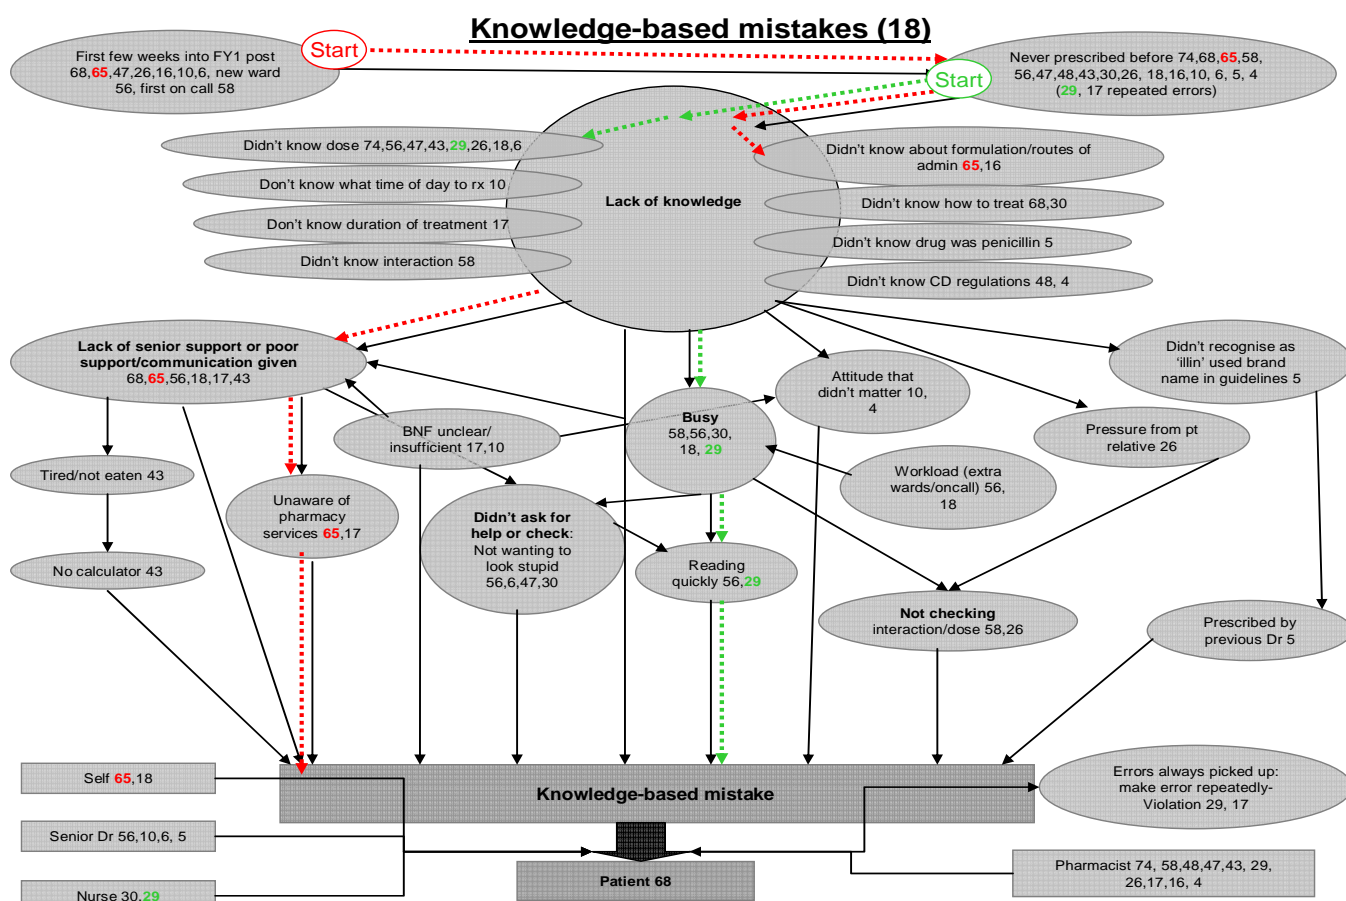 Knowledge-based mistakes (18)
First few weeks into FY1 post
68,65,47,26,16,10,6, new ward
56, first on call 58
Start
Start
Never prescribed before 74,68,65,58,
56,47,48,43,30,26, 18,16,10, 6, 5, 4
(29, 17 repeated errors)
Didn't know dose 74,56,47,43,29,26,18,6
Don't know what time of day to rx 10
Don't know duration of treatment 17
Didn't know interaction 58
Lack of knowledge
Didn't know about formulation/routes of
admin 65,16
Didn't know how to treat 68,30
Didn't know drug was penicillin 5
Didn't know CD regulations 48, 4
Lack of senior support or poor
support/communication given
68,65,56,18,17,43
BNF unclear/
insufficient 17,10
Busy
58,56,30,
18, 29
Attitude that
didn't matter 10,
4
Didn't recognise as
'illin' used brand
name in guidelines 5
Pressure from pt
relative 26
Workload (extra
wards/oncall) 56,
18
Tired/not eaten 43
Unaware of
pharmacy
services 65,17
Didn't ask for
help or check:
Not wanting to
look stupid
56,6,47,30
Reading
quickly 56,29
No calculator 43
Not checking
interaction/dose 58,26
Prescribed by
previous Dr 5
Self 65,18
Senior Dr 56,10,6, 5
Nurse 30,29
Knowledge-based mistake
Patient 68
Errors always picked up:
make error repeatedly-
Violation 29, 17
Pharmacist 74, 58,48,47,43, 29,
26,17,16, 4